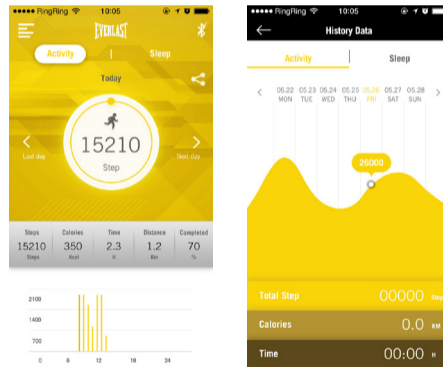 RingRing 10:05
EVERLAST
Activity | Sleep
Today
15210
Step
Last day
Next day
Steps Calories Time Distance Completed
15210 350 2.3 1.2 70
Steps Kcal H Km %
2100
1400
700
0 6 12 18 24
RingRing 10:05
History Data
Activity | Sleep
05.22 05.23 05.24 05.25 05.26 05.27 05.28
MON TUE WED THU FRI SAT SUN
26000
Total Step 00000 Step
Calories 0.0 KM
Time 00:00 H